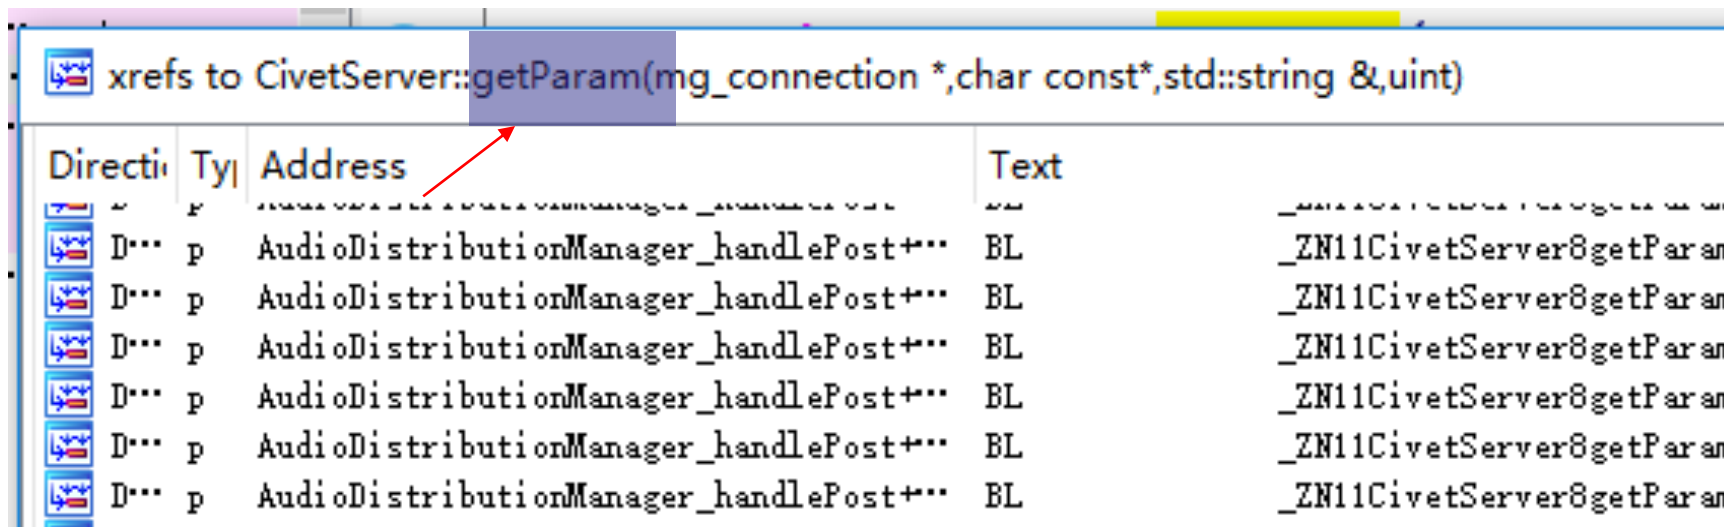 xrefs to CivetServer::getParam(mg_connection *,char const*,std::string &,uint)
Directi Ty Address Text
D··· p AudioDistributionManager_handlePost+··· BL _ZN11CivetServer8getParam
D··· p AudioDistributionManager_handlePost+··· BL _ZN11CivetServer8getParam
D··· p AudioDistributionManager_handlePost+··· BL _ZN11CivetServer8getParam
D··· p AudioDistributionManager_handlePost+··· BL _ZN11CivetServer8getParam
D··· p AudioDistributionManager_handlePost+··· BL _ZN11CivetServer8getParam
D··· p AudioDistributionManager_handlePost+··· BL _ZN11CivetServer8getParam